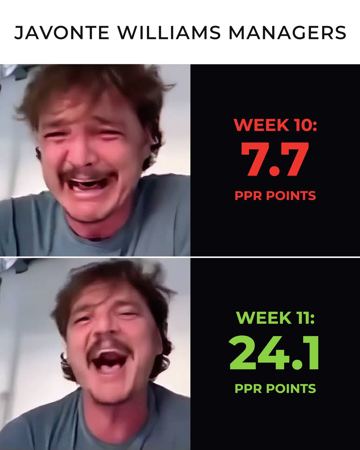 JAVONTE WILLIAMS MANAGERS
WEEK 10:
7.7
PPR POINTS
WEEK 11:
24.1
PPR POINTS